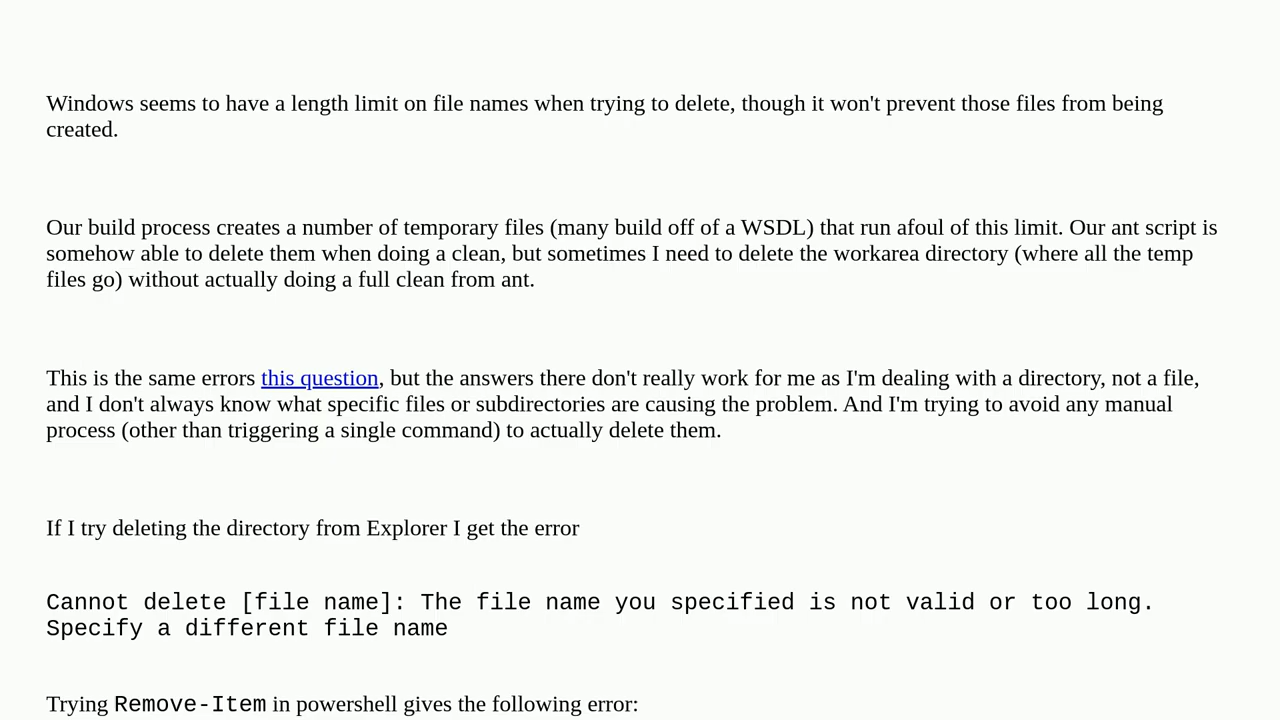 Windows seems to have a length limit on file names when trying to delete, though it won't prevent those files from being
created.
Our build process creates a number of temporary files (many build off of a WSDL) that run afoul of this limit. Our ant script is
somehow able to delete them when doing a clean, but sometimes I need to delete the workarea directory (where all the temp
files go) without actually doing a full clean from ant.
This is the same errors this question, but the answers there don't really work for me as I'm dealing with a directory, not a file,
and I don't always know what specific files or subdirectories are causing the problem. And I'm trying to avoid any manual
process (other than triggering a single command) to actually delete them.
If I try deleting the directory from Explorer I get the error
Cannot delete [file name]: The file name you specified is not valid or too long.
Specify a different file name
Trying Remove-Item in powershell gives the following error: